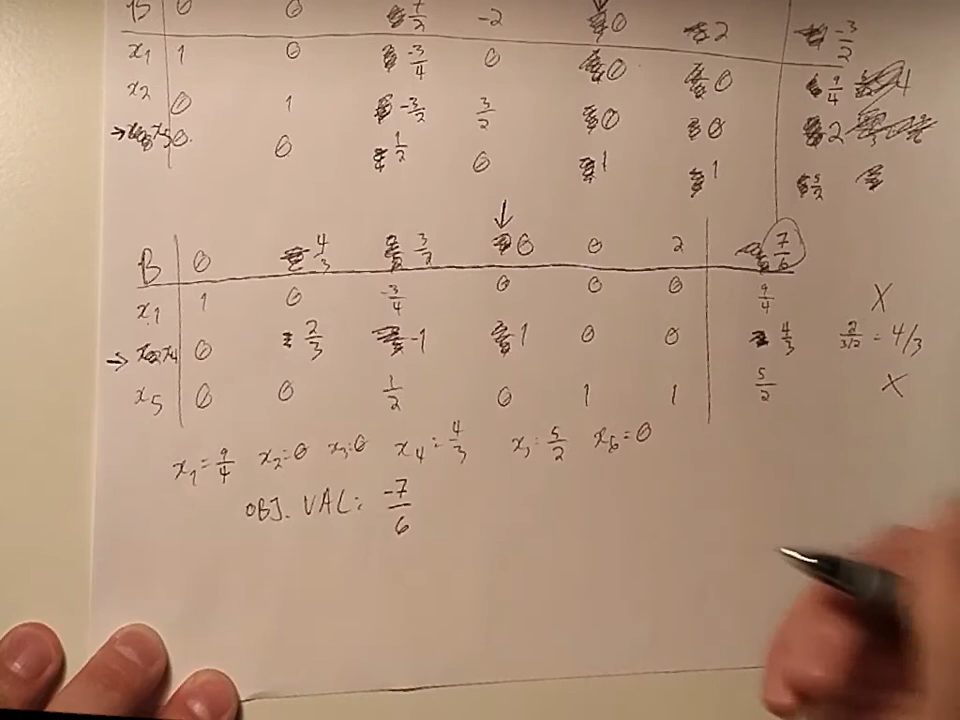 B 0 0 7/2 -2 0 2 -3/2
x1 1 0 -3/4 0 0 0 9/4
x2 0 1 -3/2 3/2 0 0 2
→ x5 0 0 1/2 0 1 1 5/2
B 0 4/3 3/2 0 0 2 7/6
x1 1 0 -3/4 0 0 0 9/4 X
→ x4 0 2/3 -1 1 0 0 4/3 2/3/2 = 4/3
x5 0 0 1/2 0 1 1 5/2 X
x1 = 9/4 x2 = 0 x3 = 0 x4 = 4/3 x5 = 5/2 x6 = 0
OBJ. VAL: -7/6